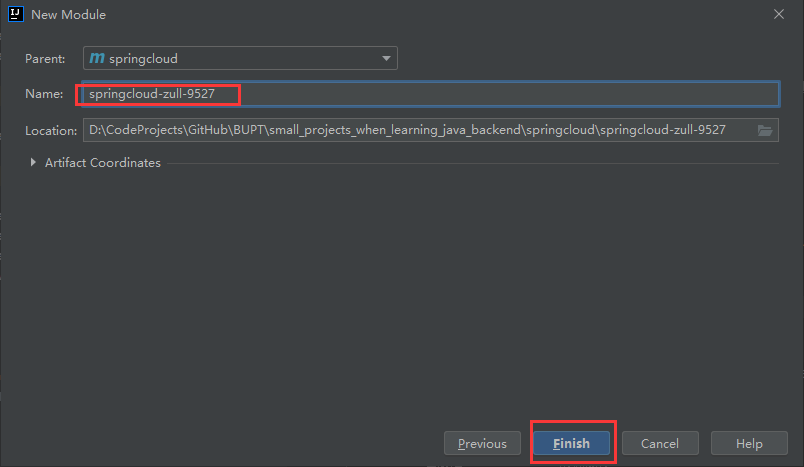 New Module
Parent: springcloud
Name: springcloud-zull-9527
Location: D:\CodeProjects\GitHub\BUPT\small_projects_when_learning_java_backend\springcloud\springcloud-zull-9527
Artifact Coordinates
Previous Finish Cancel Help